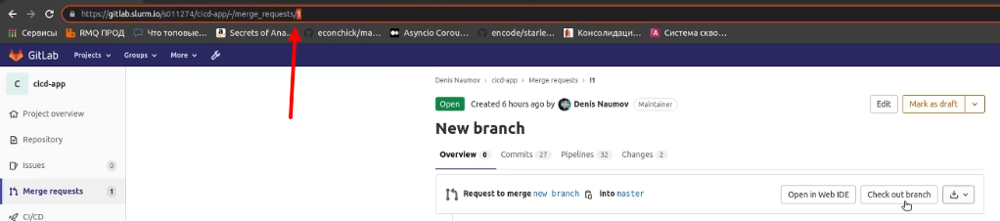 https://gitlab.slurm.io/s011274/cicd-app/-/merge_requests/1
Сервисы RMQ ПРОД Что топовые... Secrets of Ana... econchick/ma... Asyncio Corou... encode/starle... Консолидаци... Система скво...
GitLab Projects Groups More
C cicd-app
Denis Naumov > cicd-app > Merge requests > !1
Open Created 6 hours ago by Denis Naumov Maintainer Edit Mark as draft
Project overview
New branch
Repository
Overview 0 Commits 27 Pipelines 32 Changes 2
Issues 0
Merge requests 1
Request to merge new branch into master Open in Web IDE Check out branch
CI/CD